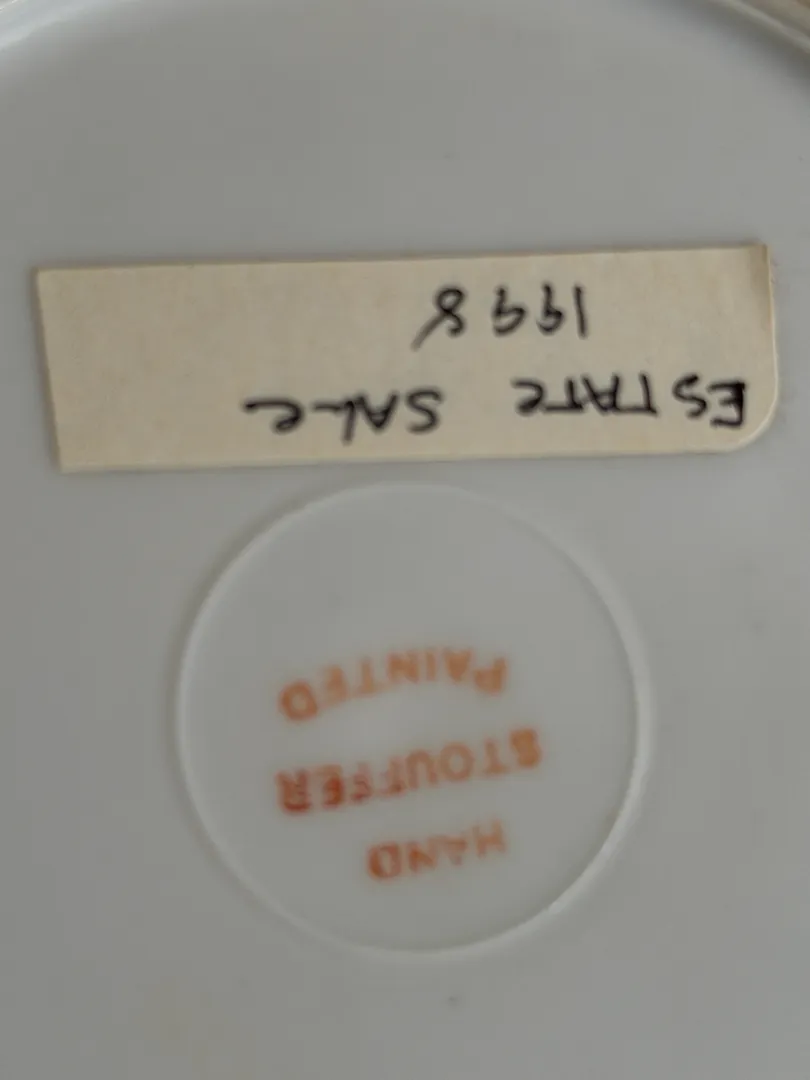 ESTATE SALE
1998
HAND
STOUFFER
PAINTED